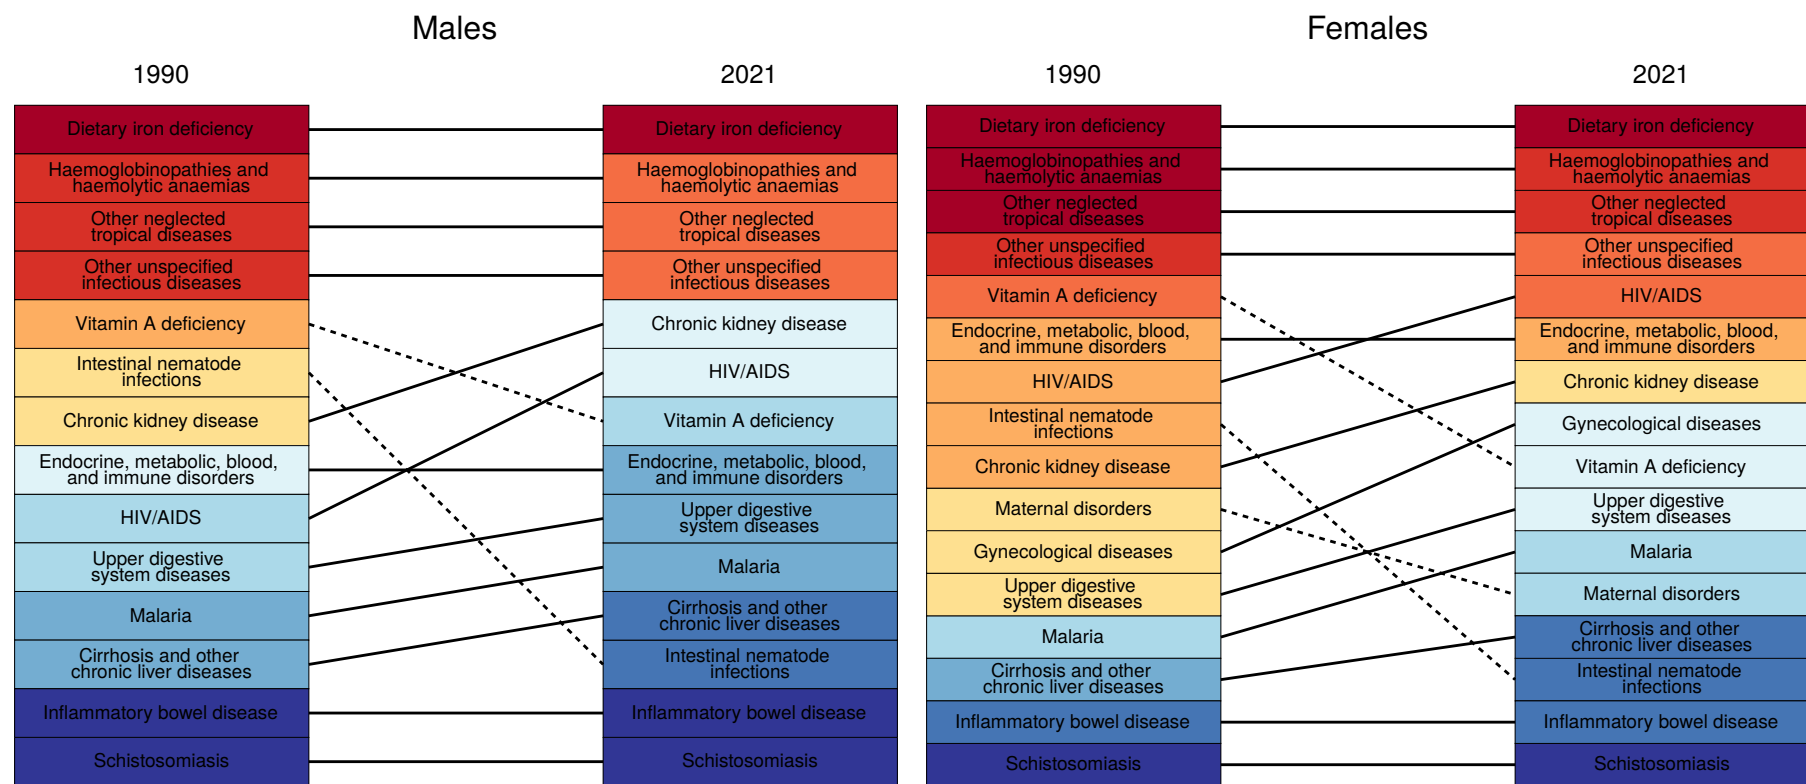 Males
1990
2021
Dietary iron deficiency
Haemoglobinopathies and
haemolytic anaemias
Other neglected
tropical diseases
Other unspecified
infectious diseases
Vitamin A deficiency
Intestinal nematode
infections
Chronic kidney disease
Endocrine, metabolic, blood,
and immune disorders
HIV/AIDS
Upper digestive
system diseases
Malaria
Cirrhosis and other
chronic liver diseases
Inflammatory bowel disease
Schistosomiasis
Dietary iron deficiency
Haemoglobinopathies and
haemolytic anaemias
Other neglected
tropical diseases
Other unspecified
infectious diseases
Chronic kidney disease
HIV/AIDS
Vitamin A deficiency
Endocrine, metabolic, blood,
and immune disorders
Upper digestive
system diseases
Malaria
Cirrhosis and other
chronic liver diseases
Intestinal nematode
infections
Inflammatory bowel disease
Schistosomiasis
Females
1990
2021
Dietary iron deficiency
Haemoglobinopathies and
haemolytic anaemias
Other neglected
tropical diseases
Other unspecified
infectious diseases
Vitamin A deficiency
Endocrine, metabolic, blood,
and immune disorders
HIV/AIDS
Intestinal nematode
infections
Chronic kidney disease
Maternal disorders
Gynecological diseases
Upper digestive
system diseases
Malaria
Cirrhosis and other
chronic liver diseases
Inflammatory bowel disease
Schistosomiasis
Dietary iron deficiency
Haemoglobinopathies and
haemolytic anaemias
Other neglected
tropical diseases
Other unspecified
infectious diseases
HIV/AIDS
Endocrine, metabolic, blood,
and immune disorders
Chronic kidney disease
Gynecological diseases
Vitamin A deficiency
Upper digestive
system diseases
Malaria
Maternal disorders
Cirrhosis and other
chronic liver diseases
Intestinal nematode
infections
Inflammatory bowel disease
Schistosomiasis